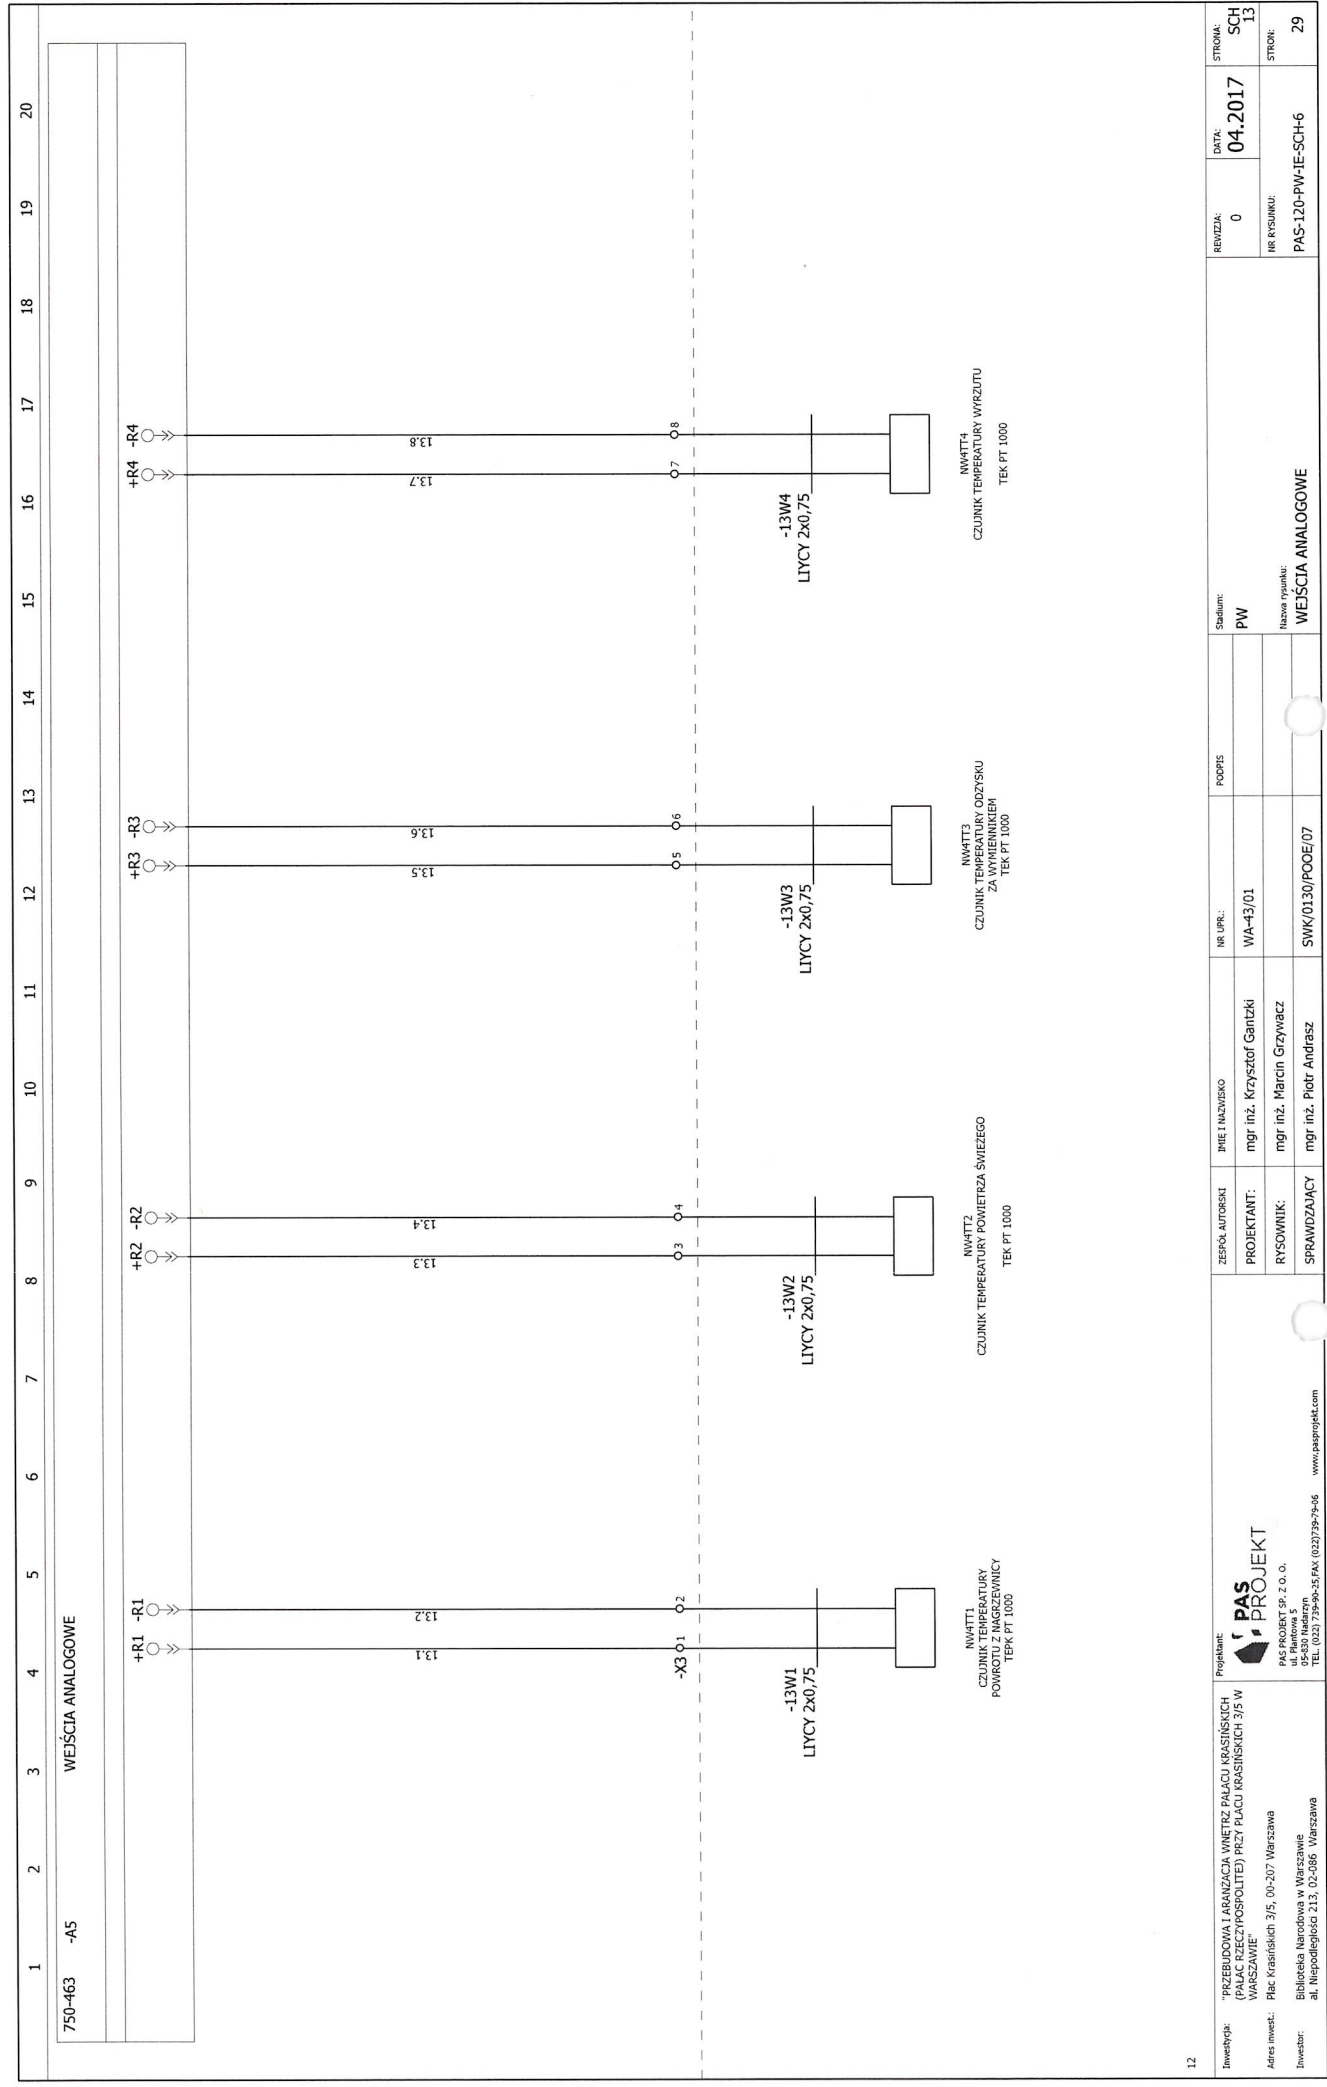 1 2 3 4 5 6 7 8 9 10 11 12 13 14 15 16 17 18 19 20
750-463 -A5 WEJŚCIA ANALOGOWE
+R1 -R1 +R2 -R2 +R3 -R3 +R4 -R4
13.1 13.2 13.3 13.4 13.5 13.6 13.7 13.8
-X3 1 2 3 4 5 6 7 8
-13W1
LIYCY 2x0,75
-13W2
LIYCY 2x0,75
-13W3
LIYCY 2x0,75
-13W4
LIYCY 2x0,75
NW4TT1
CZUJNIK TEMPERATURY
POWROTU Z NAGRZEWNICY
TEPK PT 1000
NW4TT2
CZUJNIK TEMPERATURY POWIETRZA ŚWIEŻEGO
TEK PT 1000
NW4TT3
CZUJNIK TEMPERATURY ODZYSKU
ZA WYMIENNIKIEM
TEK PT 1000
NW4TT4
CZUJNIK TEMPERATURY WYRZUTU
TEK PT 1000
12
Inwestycja: "PRZEBUDOWA I ARANŻACJA WNĘTRZ PAŁACU KRASIŃSKICH
(PAŁAC RZECZYPOSPOLITEJ) PRZY PLACU KRASIŃSKICH 3/5 W
WARSZAWIE"
Adres inwest.: Plac Krasińskich 3/5, 00-207 Warszawa
Inwestor: Biblioteka Narodowa w Warszawie
al. Niepodległości 213, 02-086 Warszawa
Projektant:
PAS
PROJEKT
PAS PROJEKT SP. Z O. O.
ul. Plantowa 5
05-830 Nadarzyn
TEL. (022) 739-90-25,FAX (022)739-79-06 www.pasprojekt.com
ZESPÓŁ AUTORSKI IMIĘ I NAZWISKO NR UPR.: PODPIS
PROJEKTANT: mgr inż. Krzysztof Gantzki WA-43/01
RYSOWNIK: mgr inż. Marcin Grzywacz
SPRAWDZAJĄCY mgr inż. Piotr Andrasz SWK/0130/POOE/07
Stadium:
PW
Nazwa rysunku:
WEJŚCIA ANALOGOWE
REWIZJA:
0
DATA:
04.2017
STRONA:
SCH
13
NR RYSUNKU:
PAS-120-PW-IE-SCH-6
STRON:
29